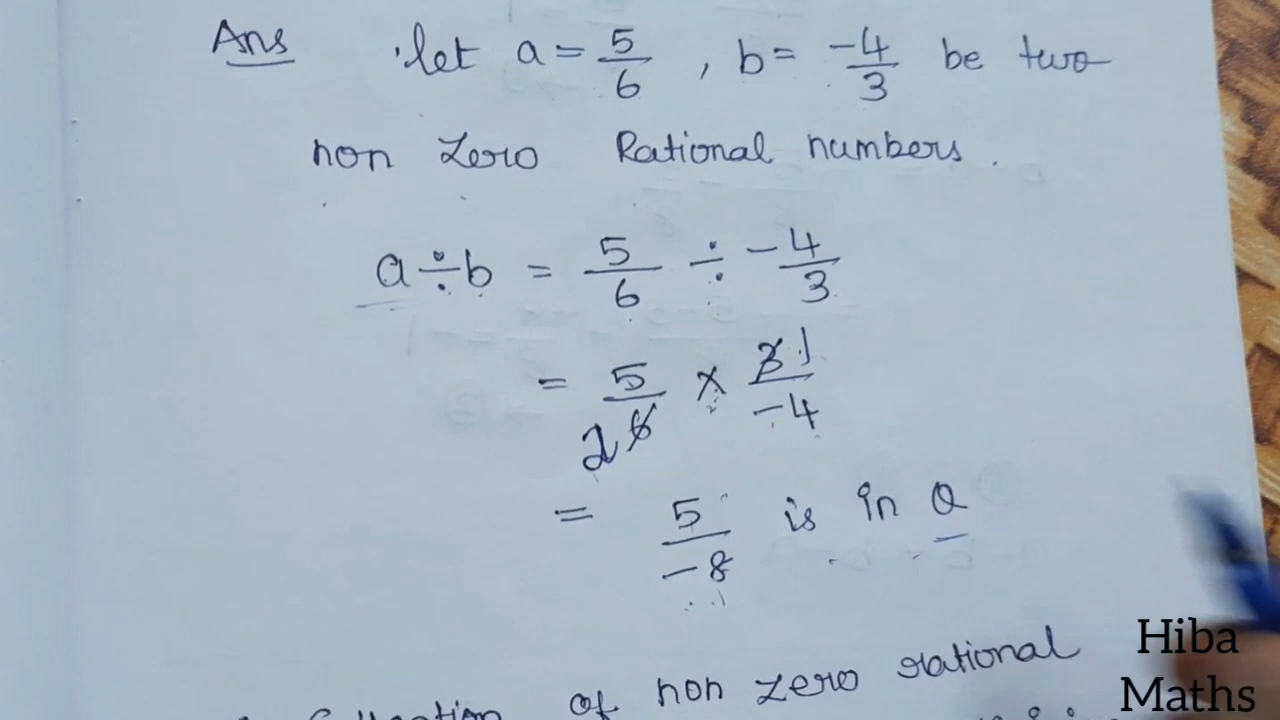 Ans let a = 5/6 , b = -4/3 be two
non zero Rational numbers.
a ÷ b = 5/6 ÷ -4/3
= 5/2 6 × 3 1/-4
= 5/-8 is in Q
of non zero rational
Hiba
Maths